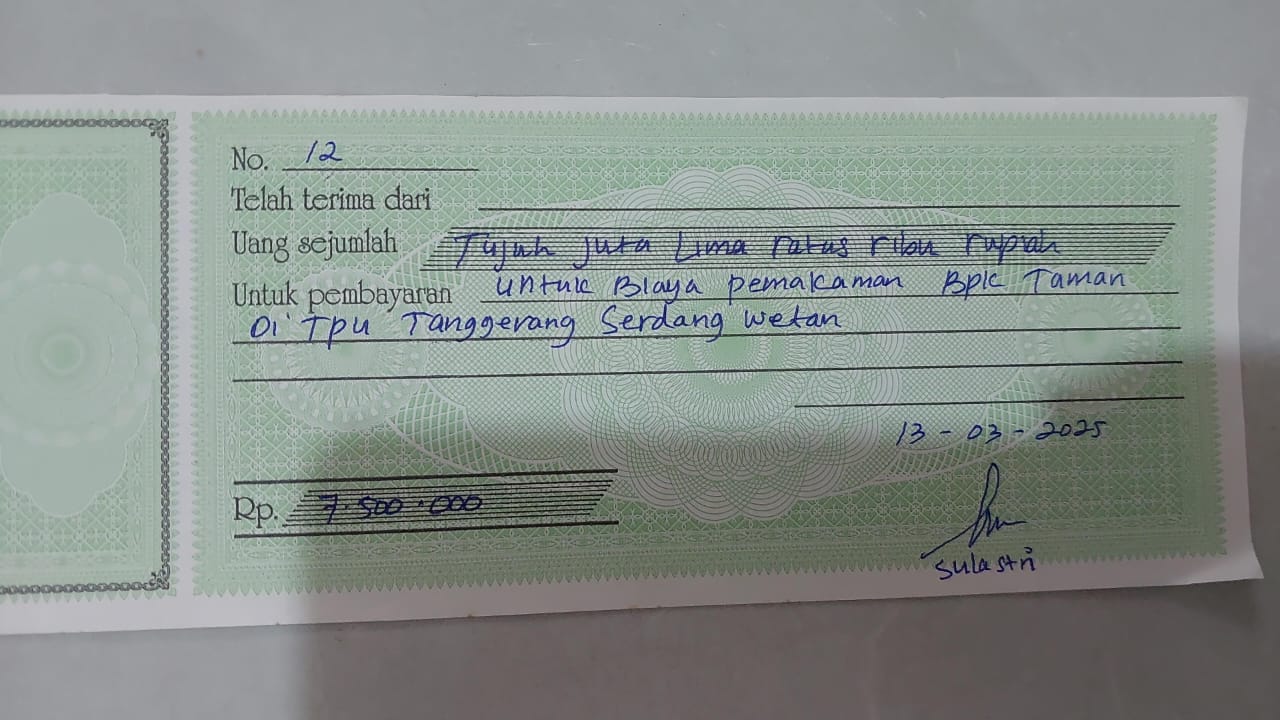 No. 12
Telah terima dari
Uang sejumlah Tujuh juta Lima ratus ribu rupiah
Untuk pembayaran untuk Biaya pemakaman Bpk Taman
Di Tpu Tanggerang Serdang wetan
13 - 03 - 2025
Rp. 7.500.000
Sulastri